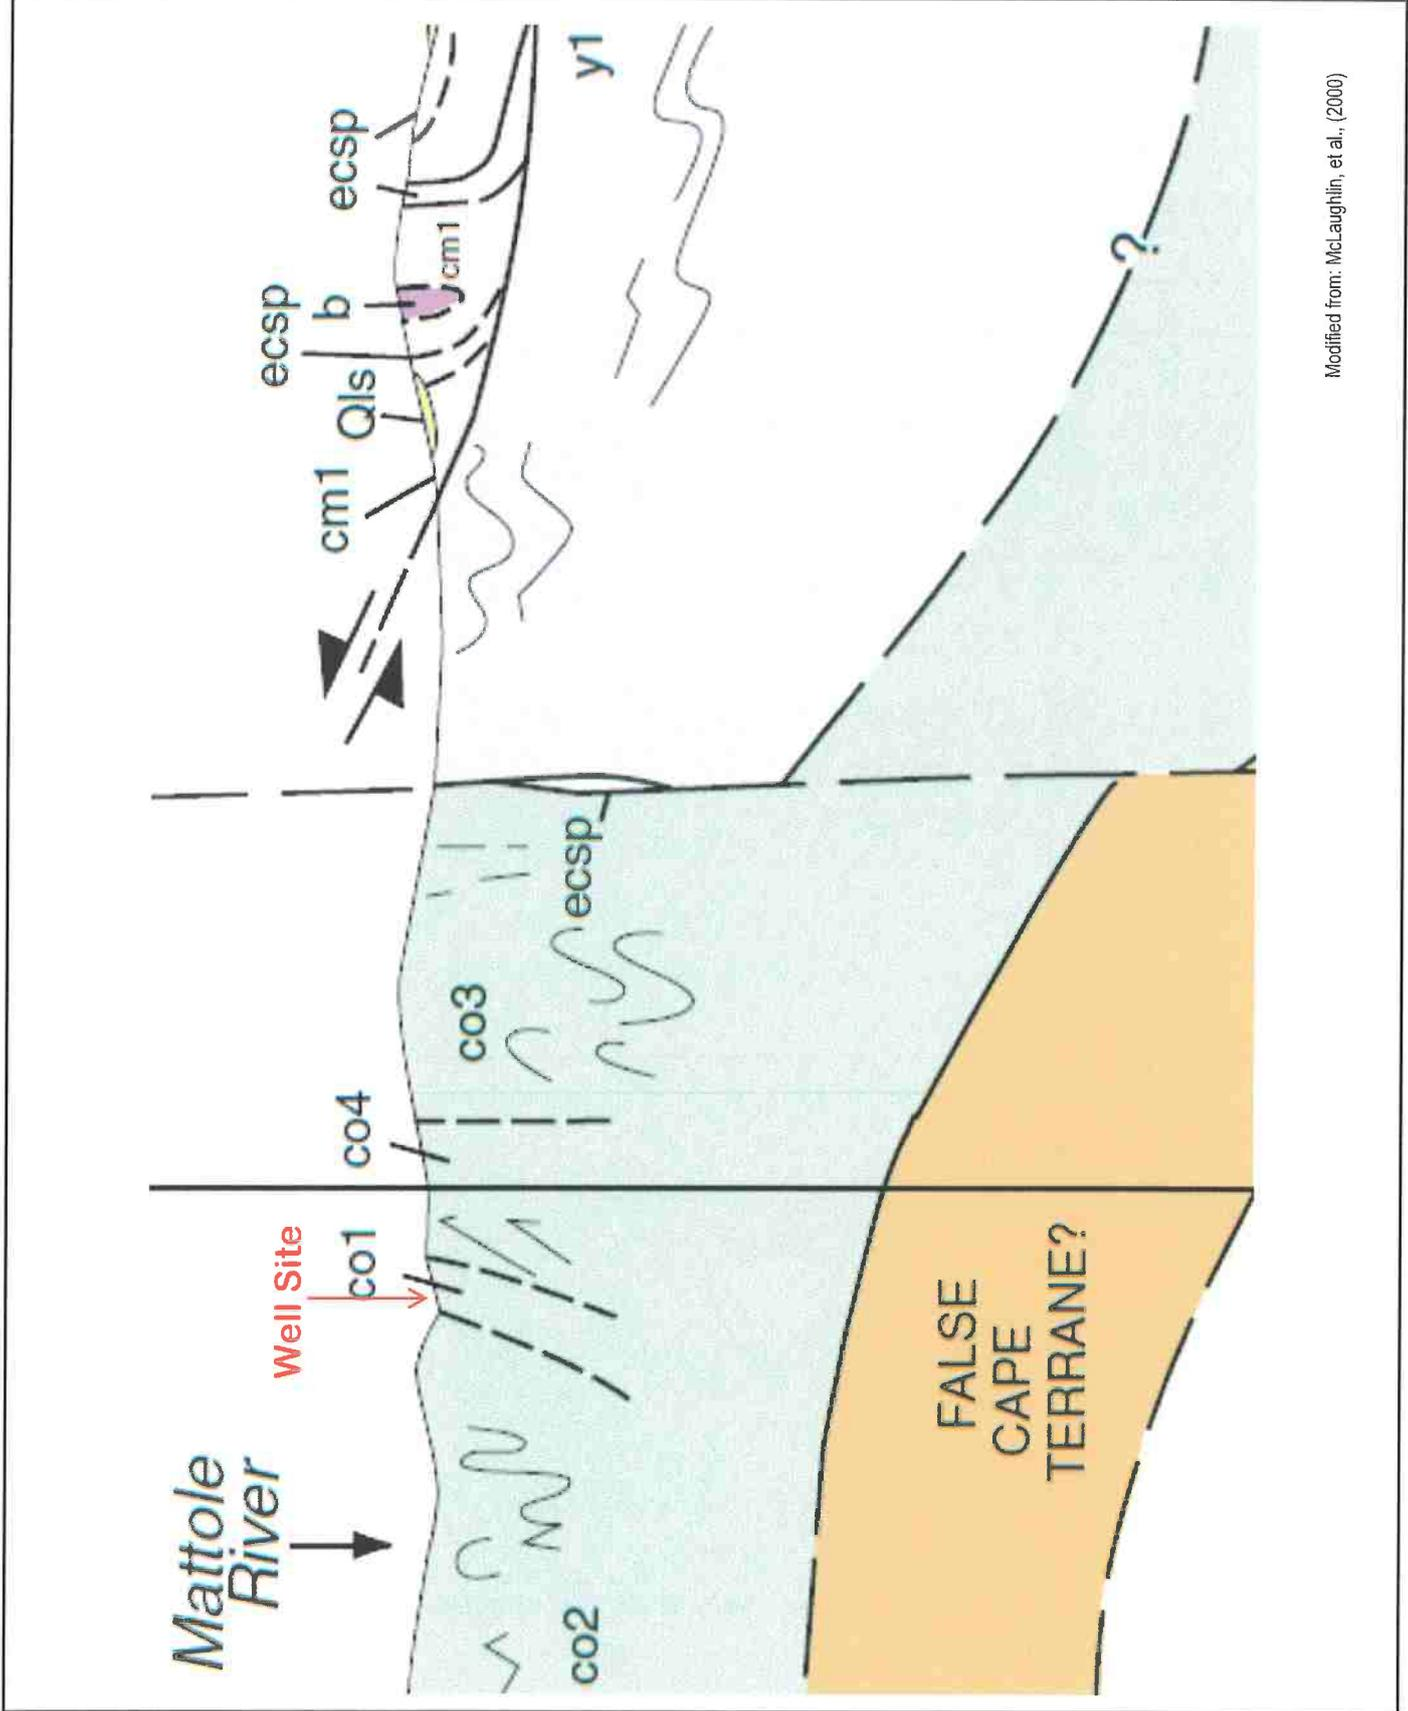 Mattole
River
Well Site
co1
co4
cm1
Qls
ecsp
b
ecsp
cm1
co3
co2
ecsp
y1
?
FALSE
CAPE
TERRANE?
Modified from: McLaughlin, et al., (2000)